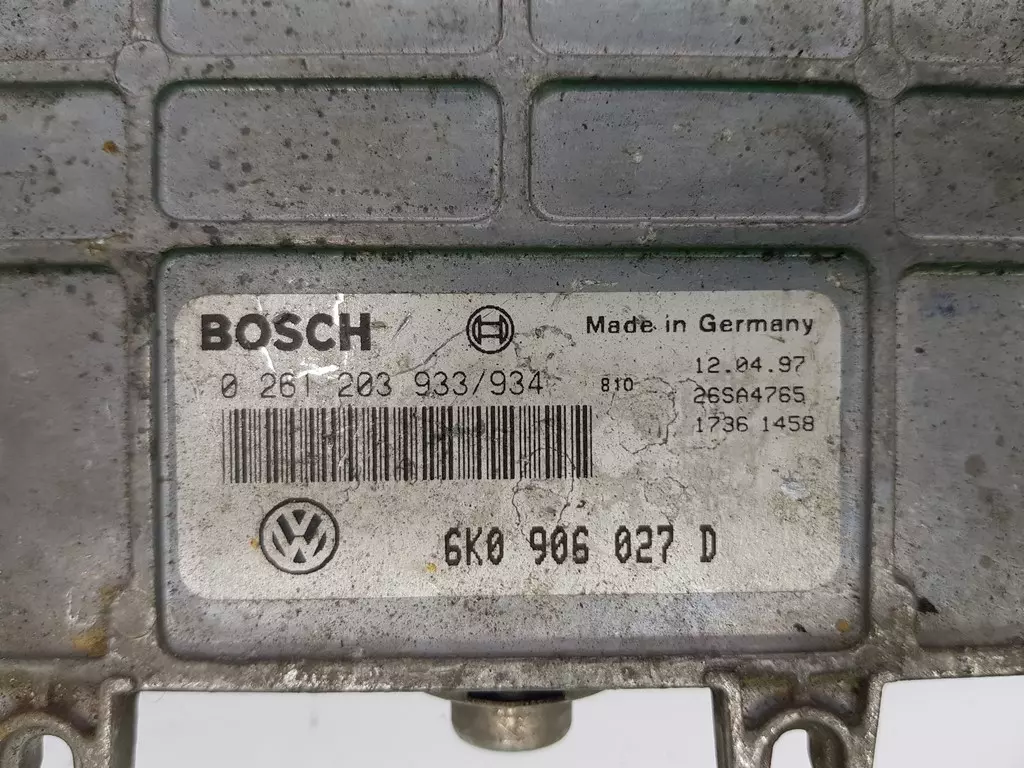 BOSCH
Made in Germany
0 261 203 933/934
810
12.04.97
26SA4765
1736 1458
VW
6K0 906 027 D